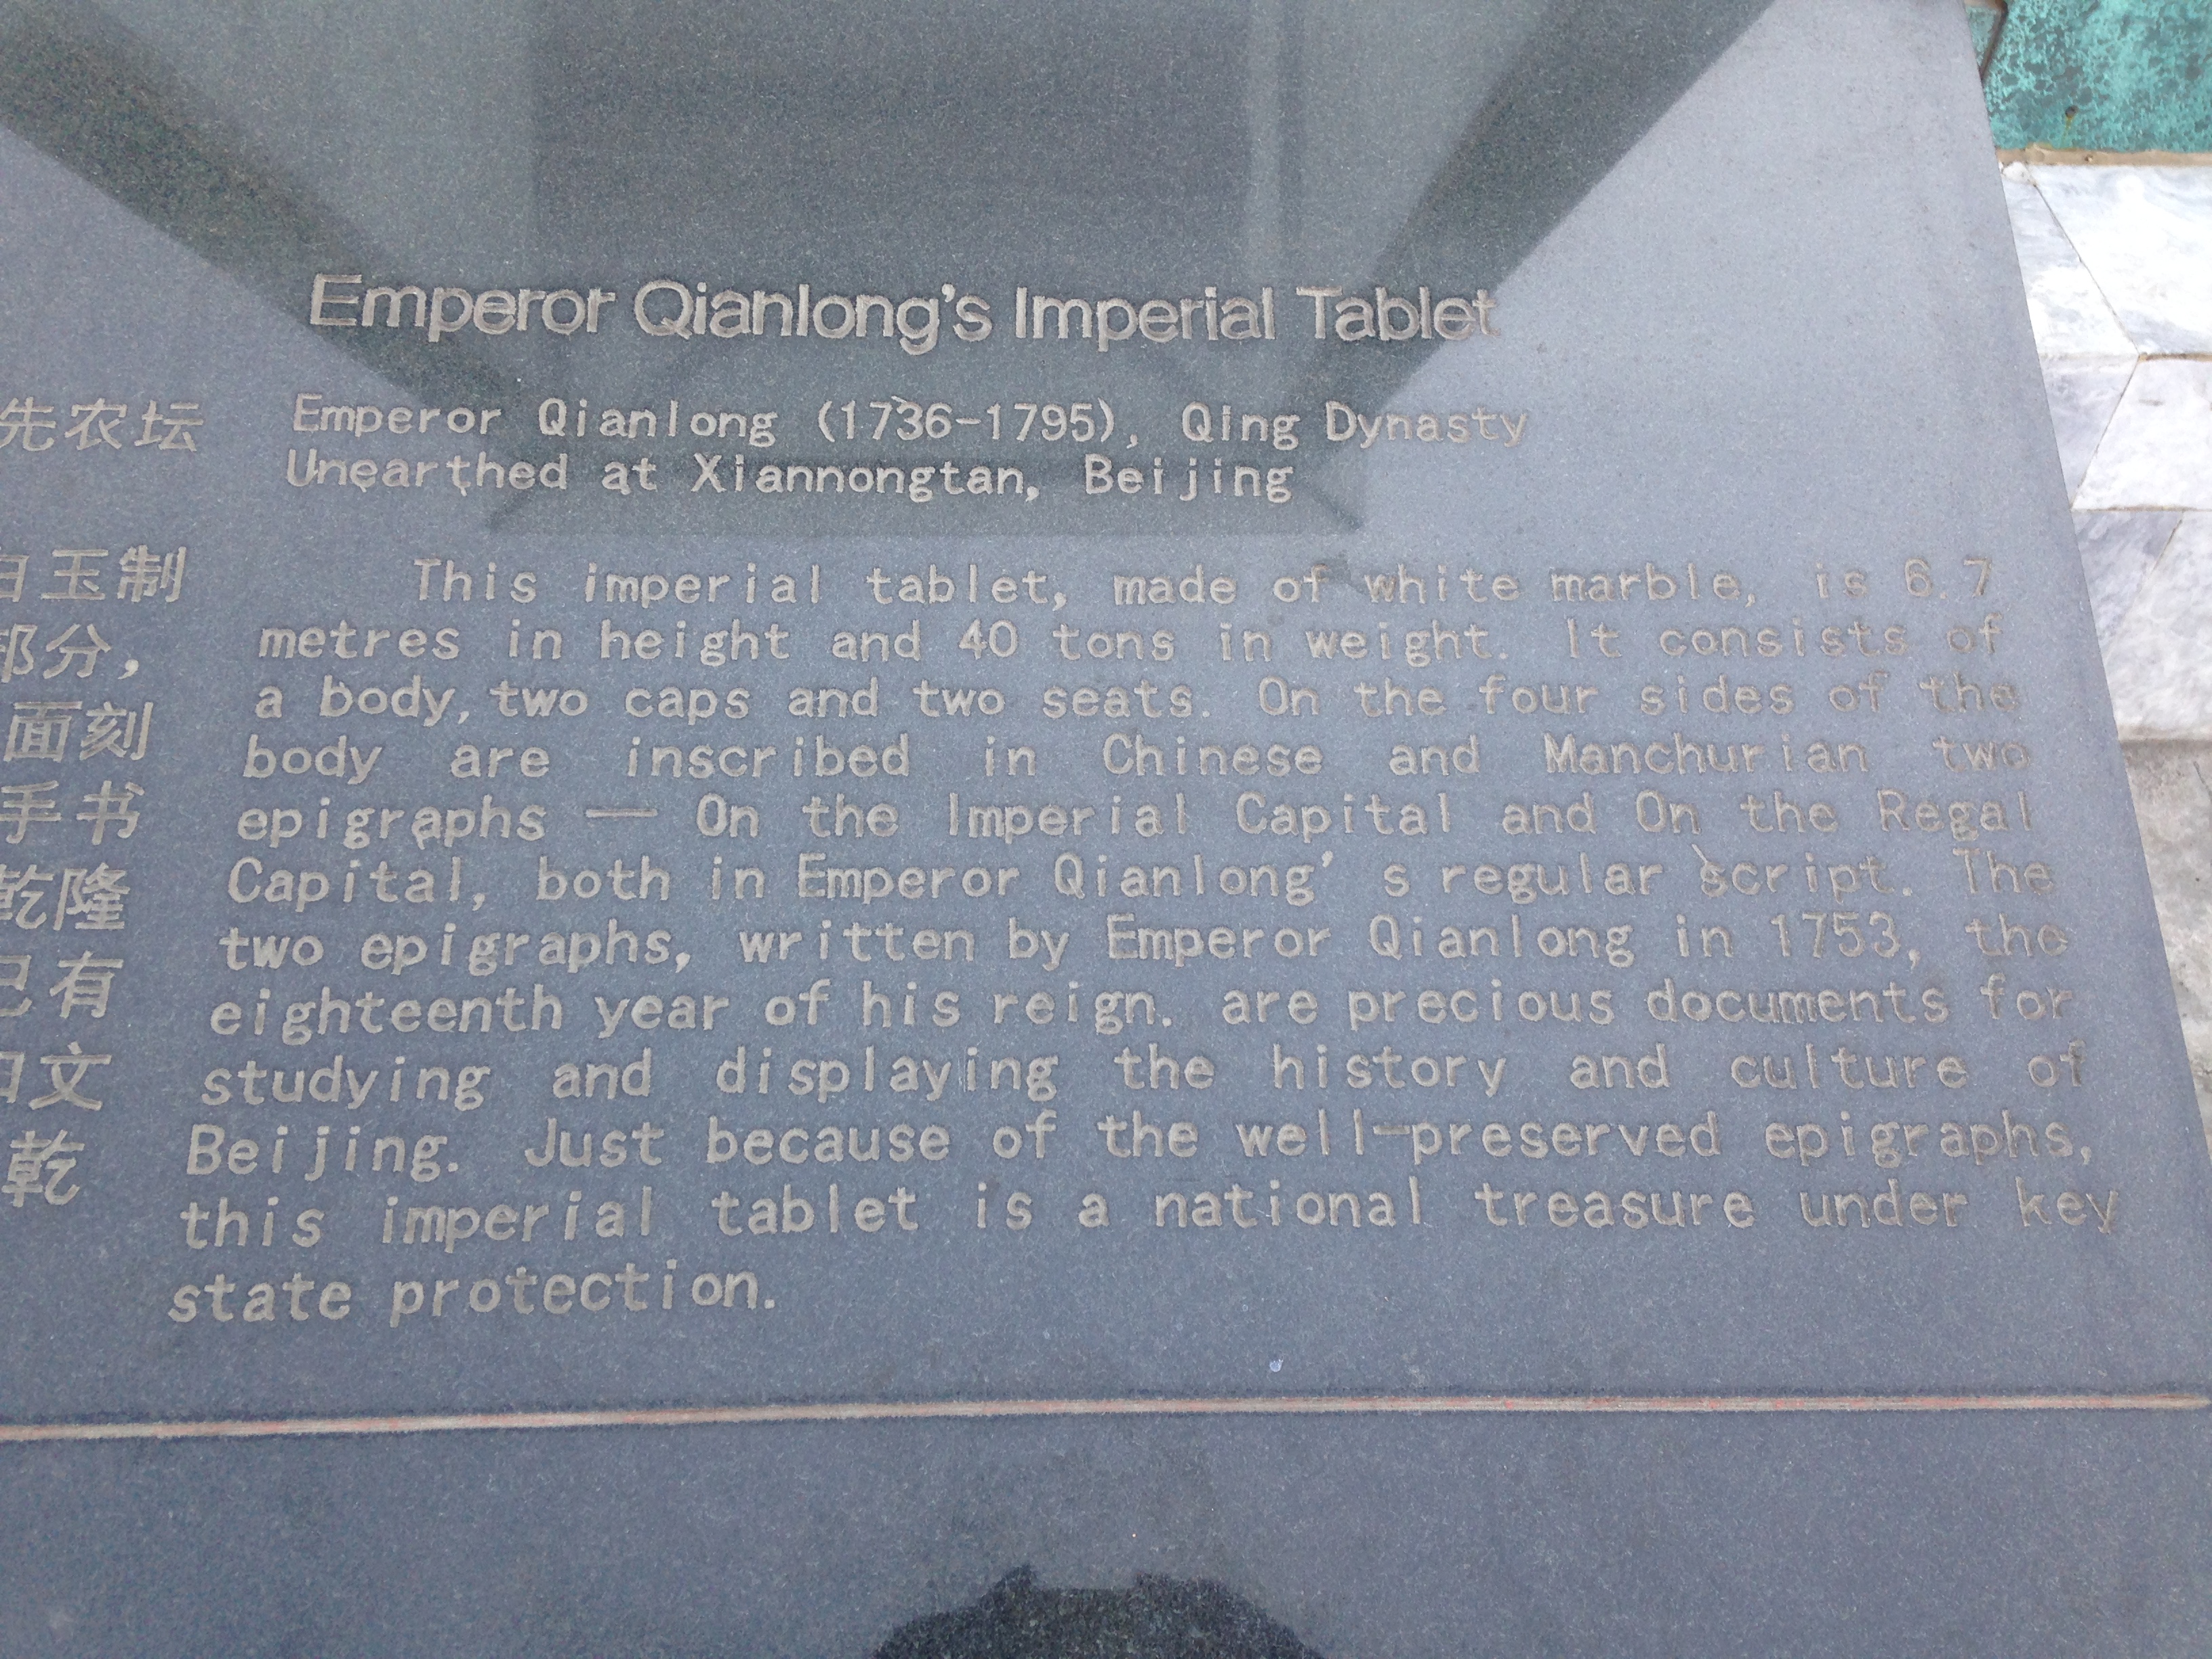 Emperor Qianlong's Imperial Tablet
先农坛
Emperor Qianlong (1736-1795), Qing Dynasty
Unearthed at Xiannongtan, Beijing
白玉制
部分,
面刻
手书
乾隆
已有
和文
乾
This imperial tablet, made of white marble, is 6.7
metres in height and 40 tons in weight. It consists of
a body, two caps and two seats. On the four sides of the
body are inscribed in Chinese and Manchurian two
epigraphs — On the Imperial Capital and On the Regal
Capital, both in Emperor Qianlong's regular script. The
two epigraphs, written by Emperor Qianlong in 1753, the
eighteenth year of his reign. are precious documents for
studying and displaying the history and culture of
Beijing. Just because of the well-preserved epigraphs,
this imperial tablet is a national treasure under key
state protection.